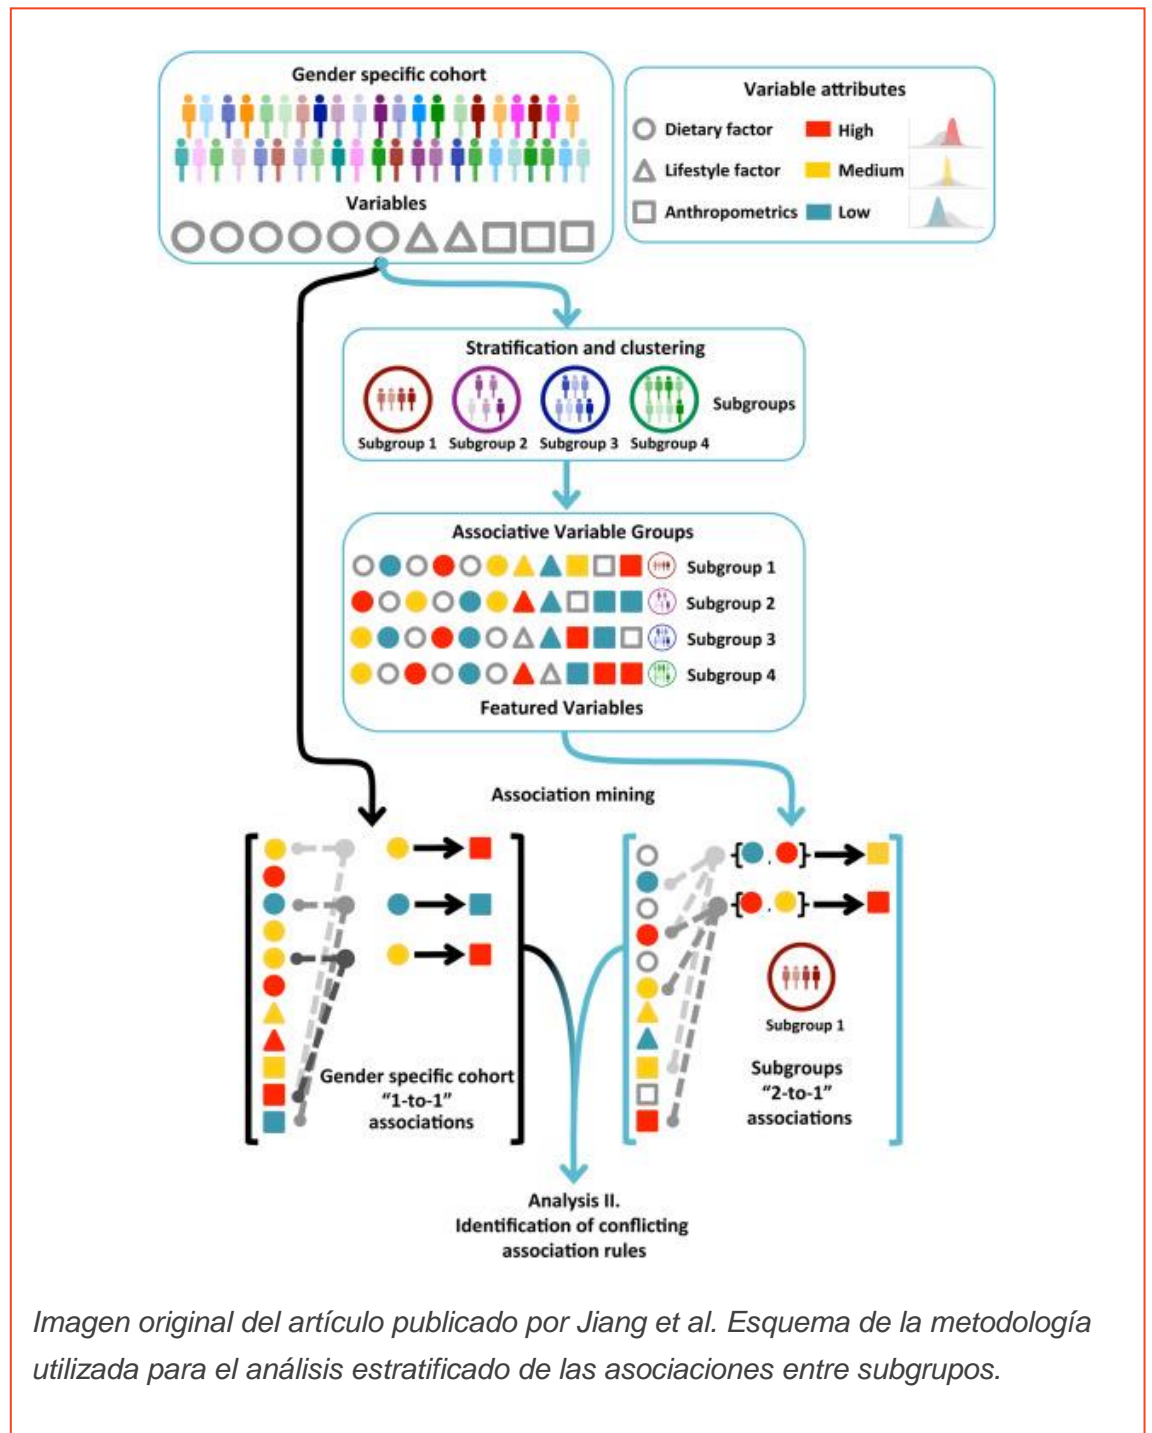 Gender specific cohort
Variables
Variable attributes
Dietary factor
High
Lifestyle factor
Medium
Anthropometrics
Low
Stratification and clustering
Subgroups
Subgroup 1
Subgroup 2
Subgroup 3
Subgroup 4
Associative Variable Groups
Subgroup 1
Subgroup 2
Subgroup 3
Subgroup 4
Featured Variables
Association mining
Gender specific cohort
"1-to-1"
associations
{ , }
{ , }
Subgroup 1
Subgroups
"2-to-1"
associations
Analysis II.
Identification of conflicting
association rules
Imagen original del artículo publicado por Jiang et al. Esquema de la metodología
utilizada para el análisis estratificado de las asociaciones entre subgrupos.